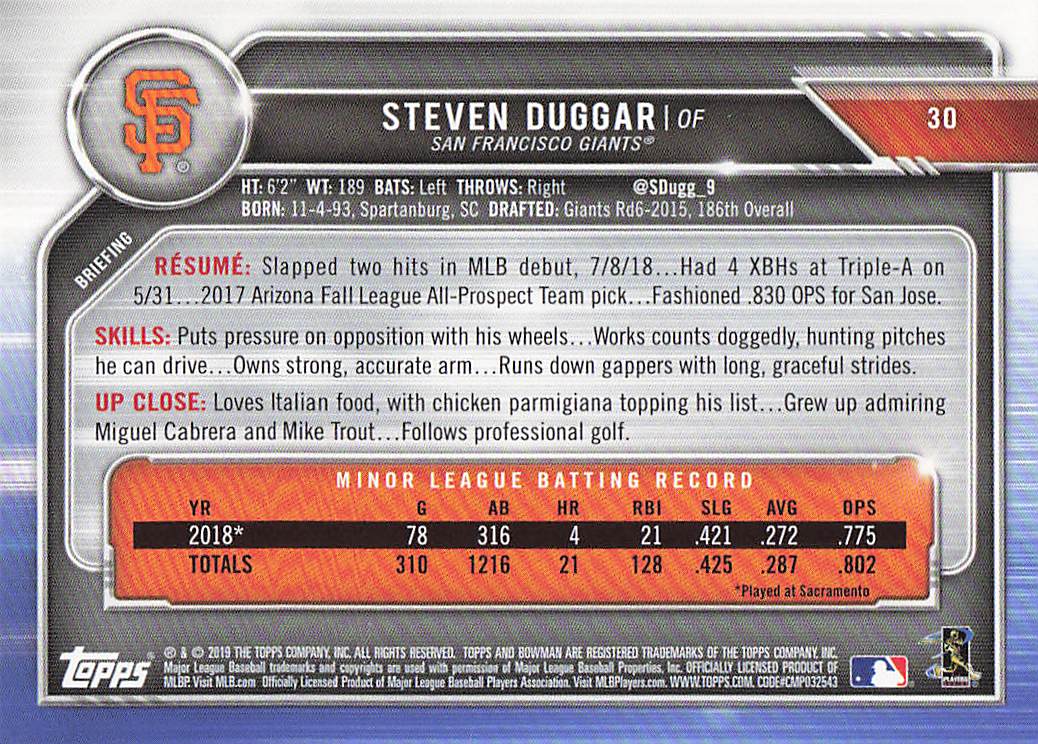 SF®
STEVEN DUGGAR | OF
30
SAN FRANCISCO GIANTS®
HT: 6'2" WT: 189 BATS: Left THROWS: Right @SDugg_9
BORN: 11-4-93, Spartanburg, SC DRAFTED: Giants Rd6-2015, 186th Overall
BRIEFING
RÉSUMÉ: Slapped two hits in MLB debut, 7/8/18...Had 4 XBHs at Triple-A on
5/31...2017 Arizona Fall League All-Prospect Team pick...Fashioned .830 OPS for San Jose.
SKILLS: Puts pressure on opposition with his wheels...Works counts doggedly, hunting pitches
he can drive...Owns strong, accurate arm...Runs down gappers with long, graceful strides.
UP CLOSE: Loves Italian food, with chicken parmigiana topping his list...Grew up admiring
Miguel Cabrera and Mike Trout...Follows professional golf.
MINOR LEAGUE BATTING RECORD
YR G AB HR RBI SLG AVG OPS
2018* 78 316 4 21 .421 .272 .775
TOTALS 310 1216 21 128 .425 .287 .802
*Played at Sacramento
Topps®
® & © 2019 THE TOPPS COMPANY, INC. ALL RIGHTS RESERVED. TOPPS AND BOWMAN ARE REGISTERED TRADEMARKS OF THE TOPPS COMPANY, INC.
Major League Baseball trademarks and copyrights are used with permission of Major League Baseball Properties, Inc. OFFICIALLY LICENSED PRODUCT OF
MLBP. Visit MLB.com Officially Licensed Product of Major League Baseball Players Association. Visit MLBPlayers.com. WWW.TOPPS.COM. CODE#CMP032543
PLAYERS